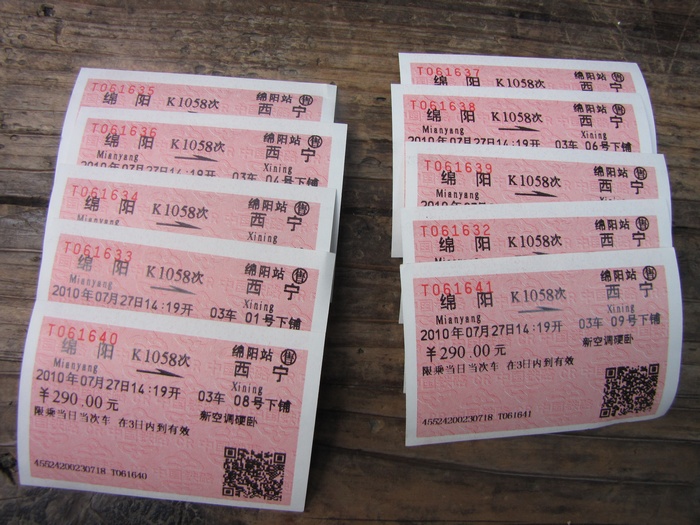 T061635
绵阳站 售
绵 阳 K1058次 西 宁
T061636
绵阳站 售
绵 阳 K1058次 西 宁
Mianyang Xining
2010年07月27日14:19开 03车 04号下铺
T061634
绵阳站 售
绵 阳 K1058次 西 宁
Mianyang Xining
T061633
绵阳站 售
绵 阳 K1058次 西 宁
Mianyang Xining
2010年07月27日14:19开 03车 01号下铺
T061640
绵阳站 售
绵 阳 K1058次 西 宁
Mianyang Xining
2010年07月27日14:19开 03车 08号下铺
￥290.00元 新空调硬卧
限乘当日当次车 在3日内到有效
45524200230718 T061640
T061637
绵阳站 售
绵 阳 K1058次 西 宁
T061638
绵阳站 售
绵 阳 K1058次 西 宁
Mianyang Xining
2010年07月27日14:19开 03车 06号下铺
T061639
绵阳站 售
绵 阳 K1058次 西 宁
Mianyang Xining
T061632
绵阳站 售
绵 阳 K1058次 西 宁
T061641
绵阳站 售
绵 阳 K1058次 西 宁
Mianyang Xining
2010年07月27日14:19开 03车 09号下铺
￥290.00元 新空调硬卧
限乘当日当次车 在3日内到有效
45524200230718 T061641